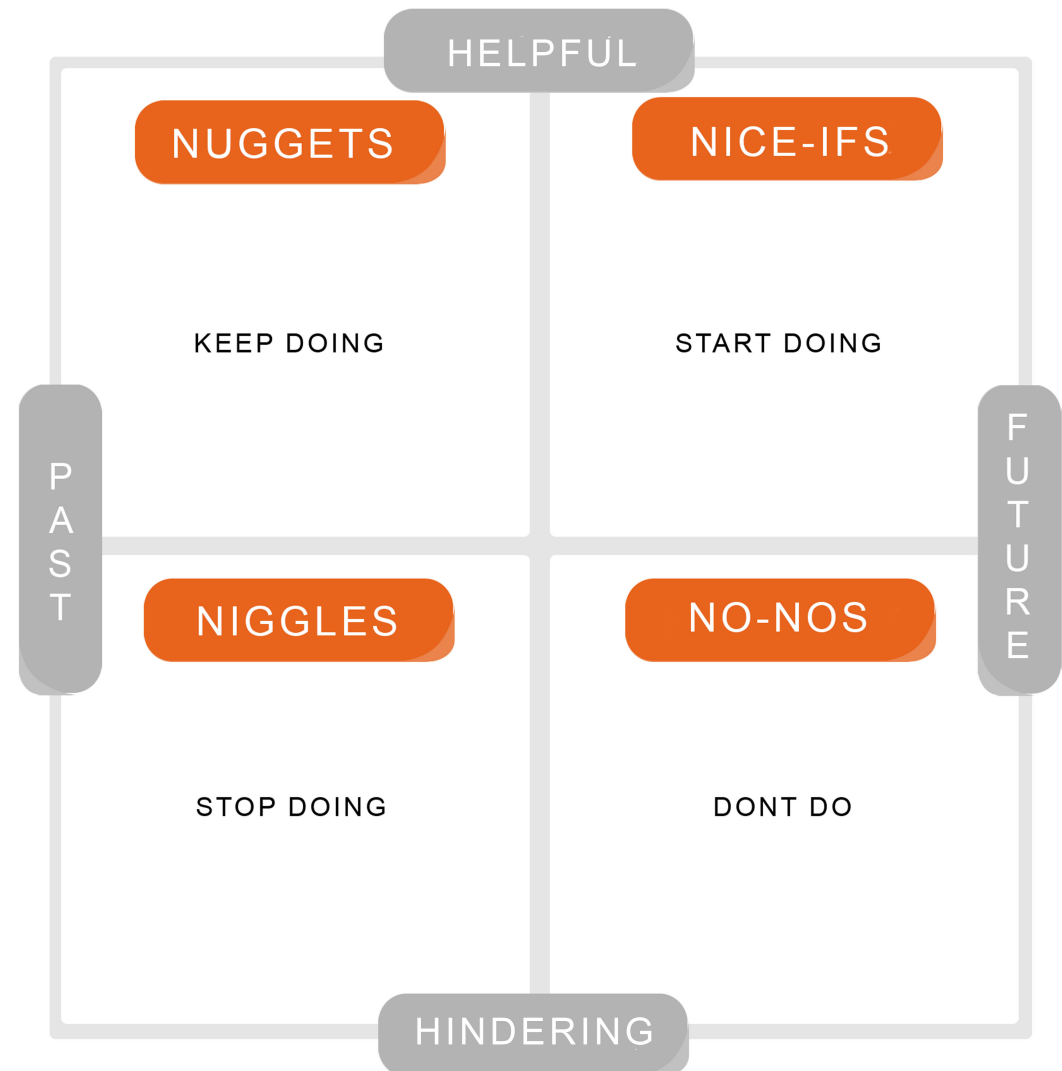 HELPFUL
NUGGETS
NICE-IFS
KEEP DOING
START DOING
PAST
FUTURE
NIGGLES
NO-NOS
STOP DOING
DONT DO
HINDERING